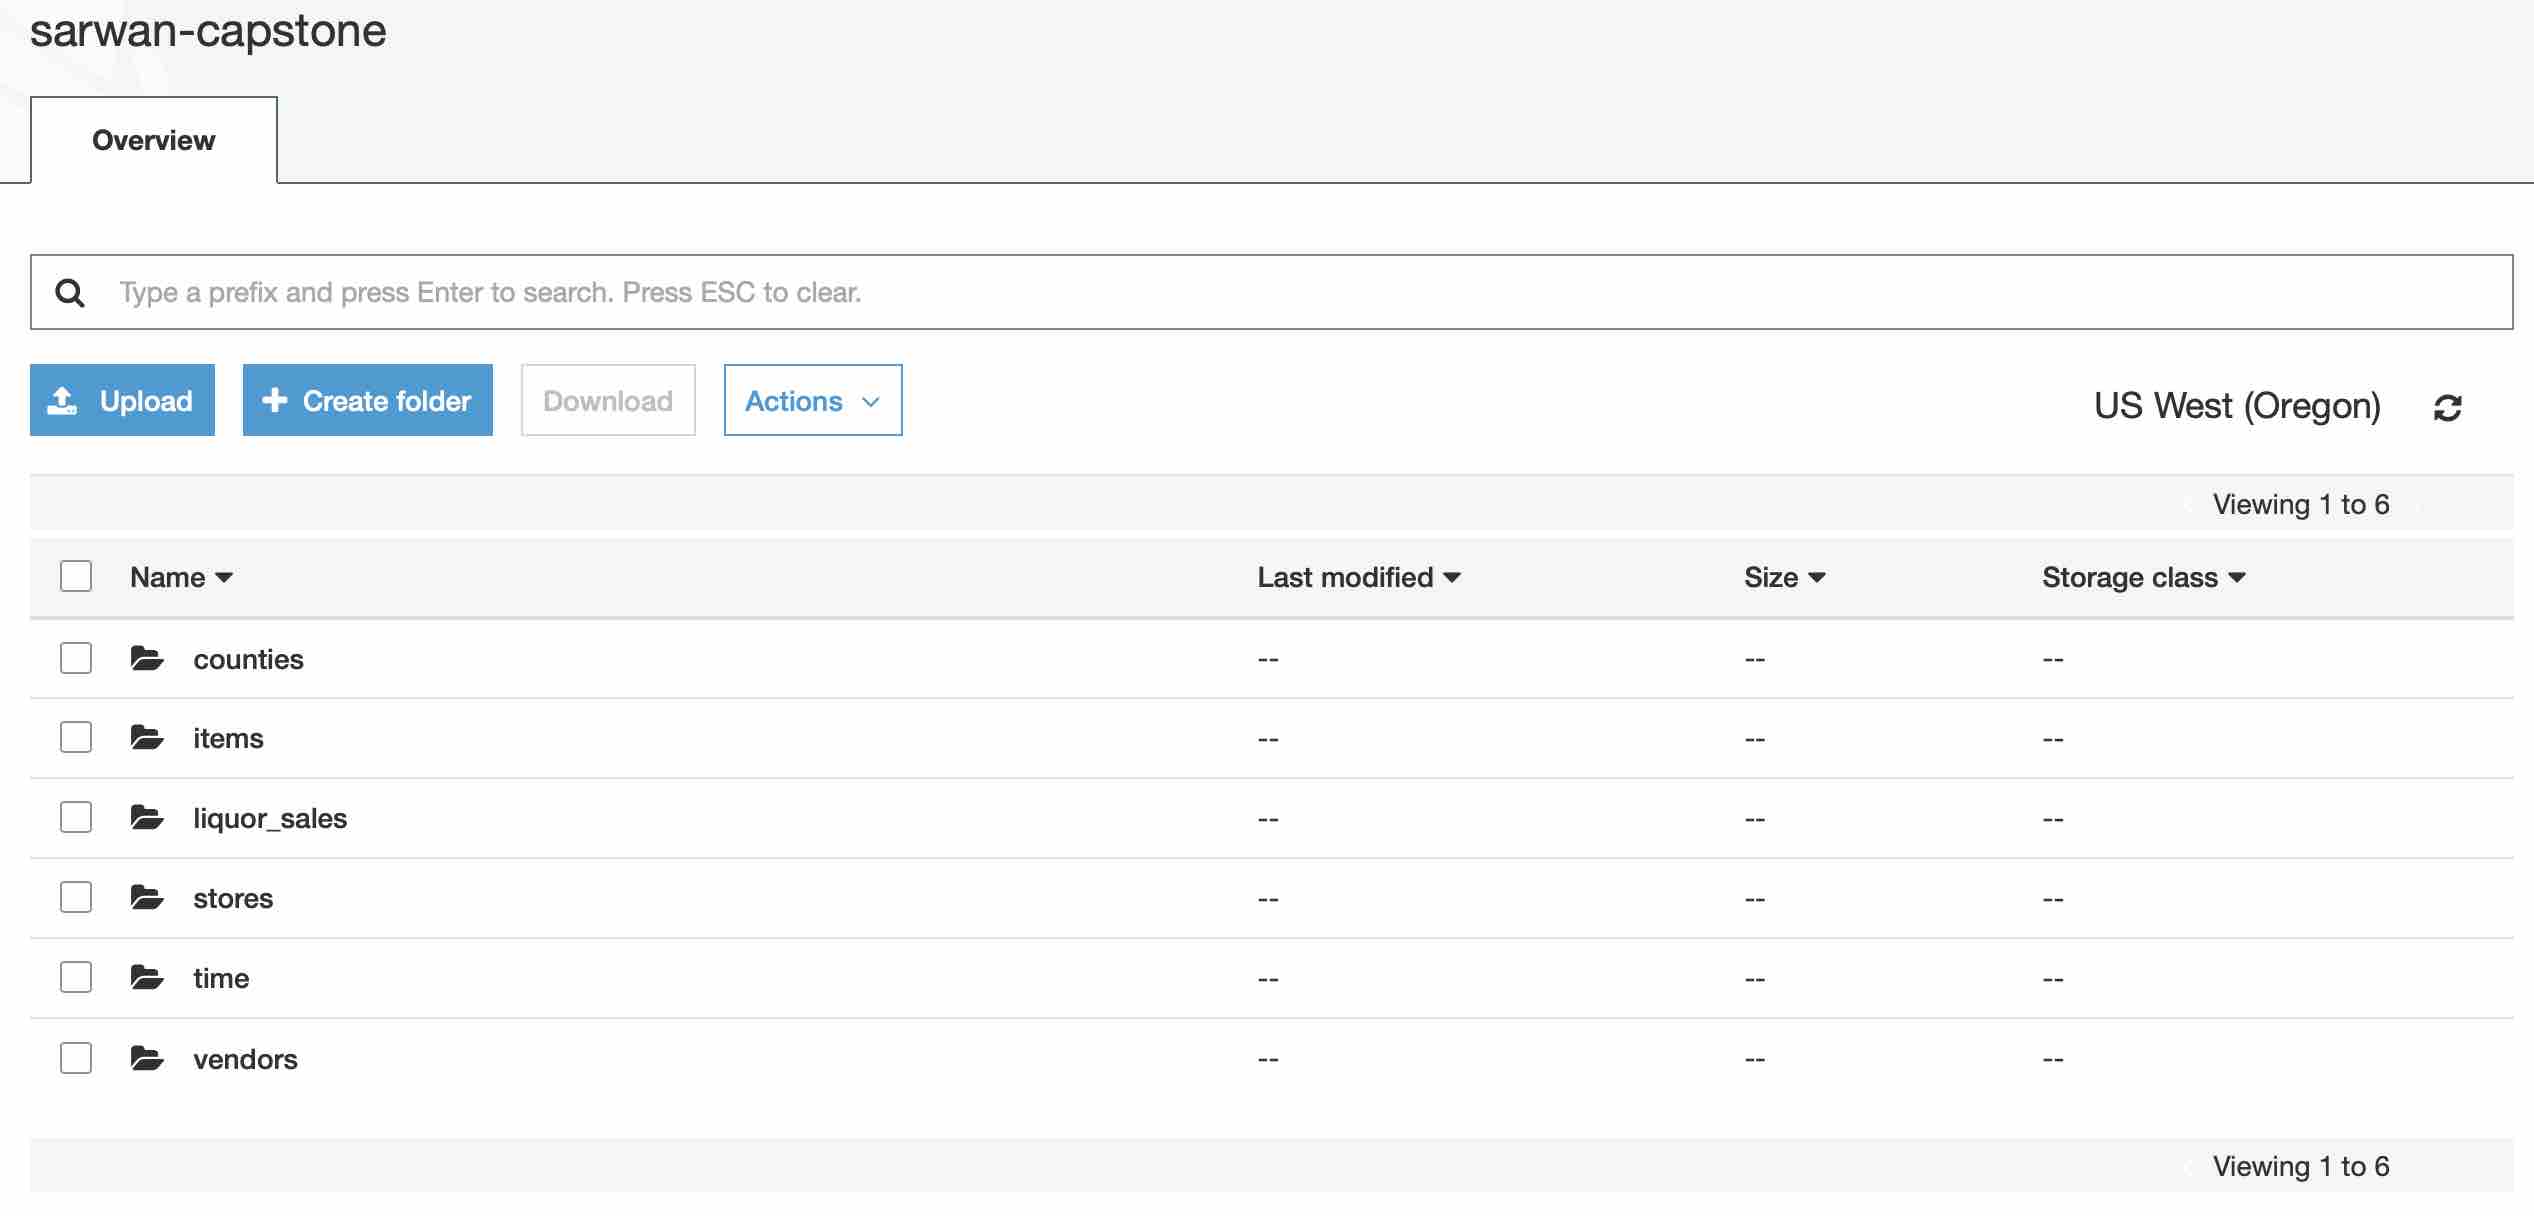 sarwan-capstone
Overview
Type a prefix and press Enter to search. Press ESC to clear.
Upload Create folder Download Actions US West (Oregon)
Viewing 1 to 6
Name Last modified Size Storage class
counties -- -- --
items -- -- --
liquor_sales -- -- --
stores -- -- --
time -- -- --
vendors -- -- --
Viewing 1 to 6